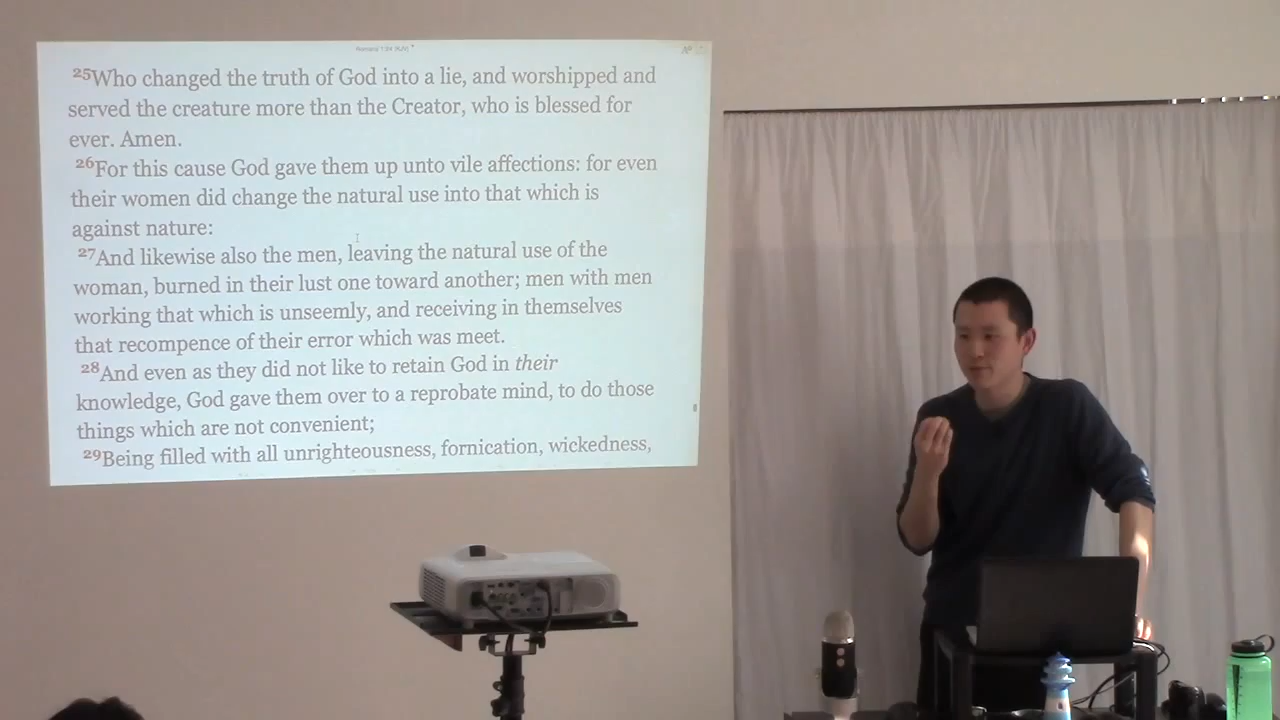 Romans 1:24 (KJV)
25Who changed the truth of God into a lie, and worshipped and
served the creature more than the Creator, who is blessed for
ever. Amen.
26For this cause God gave them up unto vile affections: for even
their women did change the natural use into that which is
against nature:
27And likewise also the men, leaving the natural use of the
woman, burned in their lust one toward another; men with men
working that which is unseemly, and receiving in themselves
that recompence of their error which was meet.
28And even as they did not like to retain God in their
knowledge, God gave them over to a reprobate mind, to do those
things which are not convenient;
29Being filled with all unrighteousness, fornication, wickedness,